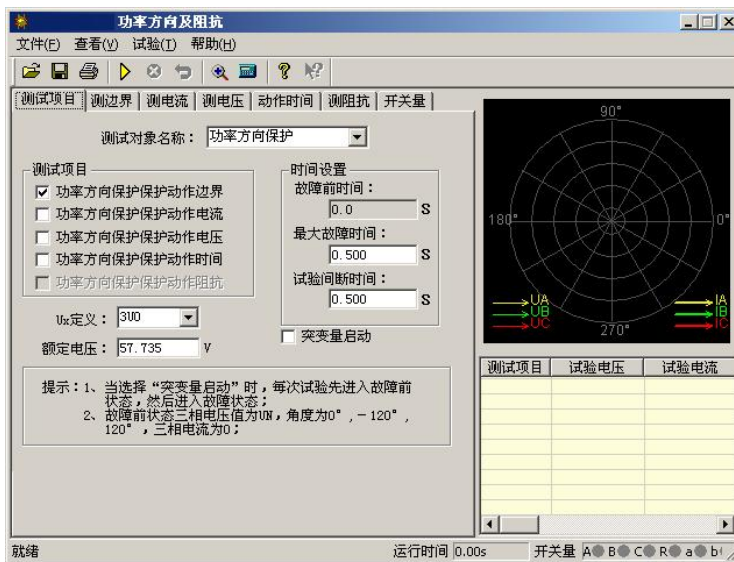 功率方向及阻抗
文件(F) 查看(V) 试验(T) 帮助(H)
测试项目 测边界 测电流 测电压 动作时间 测阻抗 开关量
测试对象名称： 功率方向保护
测试项目
功率方向保护保护动作边界
功率方向保护保护动作电流
功率方向保护保护动作电压
功率方向保护保护动作时间
功率方向保护保护动作阻抗
时间设置
故障前时间：
0.0 S
最大故障时间：
0.500 S
试验间断时间：
0.500 S
Ux定义： 3U0
额定电压： 57.735 V
突变量启动
提示：1、当选择“突变量启动”时，每次试验先进入故障前
状态，然后进入故障状态；
2、故障前状态三相电压值为UN，角度为0°,－120°，
120°，三相电流为0；
90°
180°
0°
270°
UA
UB
UC
IA
IB
IC
测试项目 试验电压 试验电流
就绪
运行时间 0.00s 开关量 A B C R a b